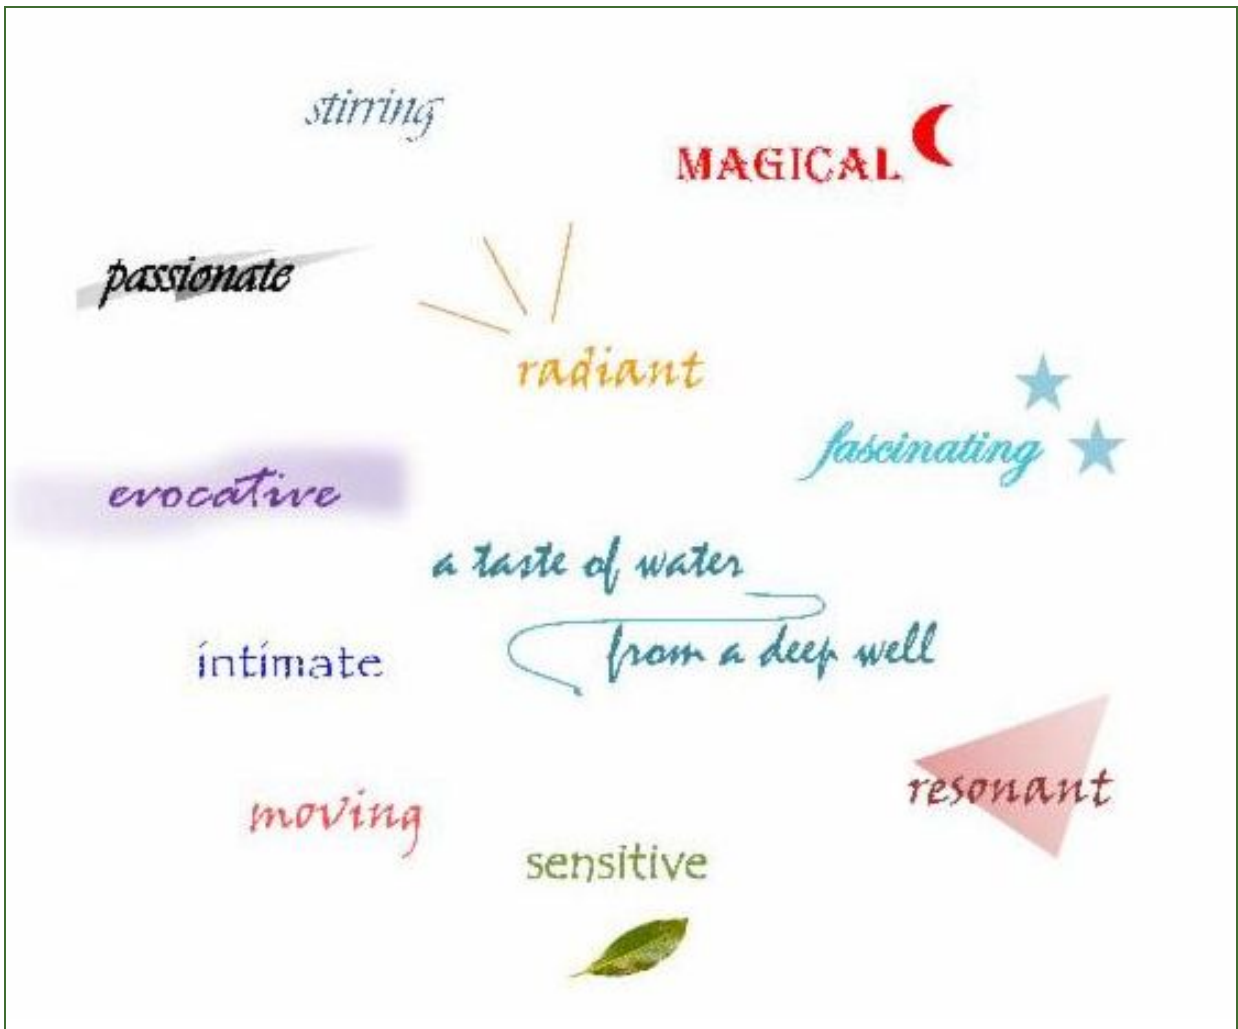 stirring
MAGICAL
passionate
radiant
fascinating
evocative
a taste of water
from a deep well
intimate
resonant
moving
sensitive